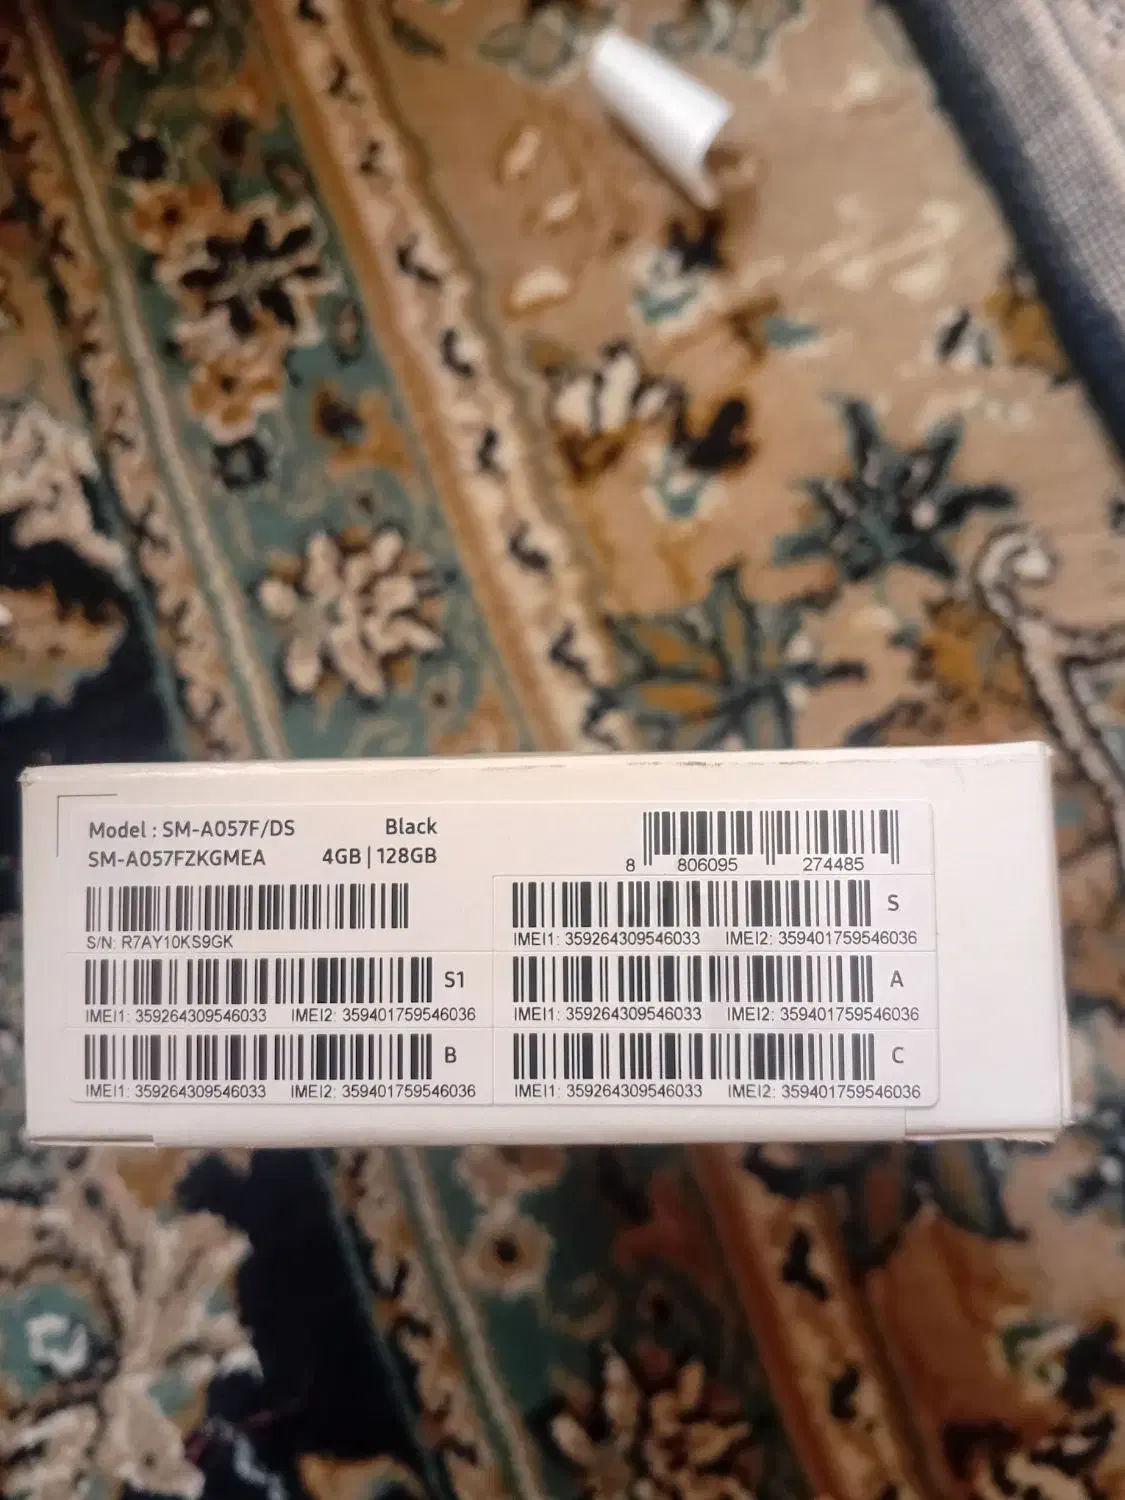 Model : SM-A057F/DS Black
SM-A057FZKGMEA 4GB | 128GB
8 806095 274485
S/N: R7AY10KS9GK
IMEI1: 359264309546033 IMEI2: 359401759546036 S
IMEI1: 359264309546033 IMEI2: 359401759546036 S1
IMEI1: 359264309546033 IMEI2: 359401759546036 A
IMEI1: 359264309546033 IMEI2: 359401759546036 B
IMEI1: 359264309546033 IMEI2: 359401759546036 C